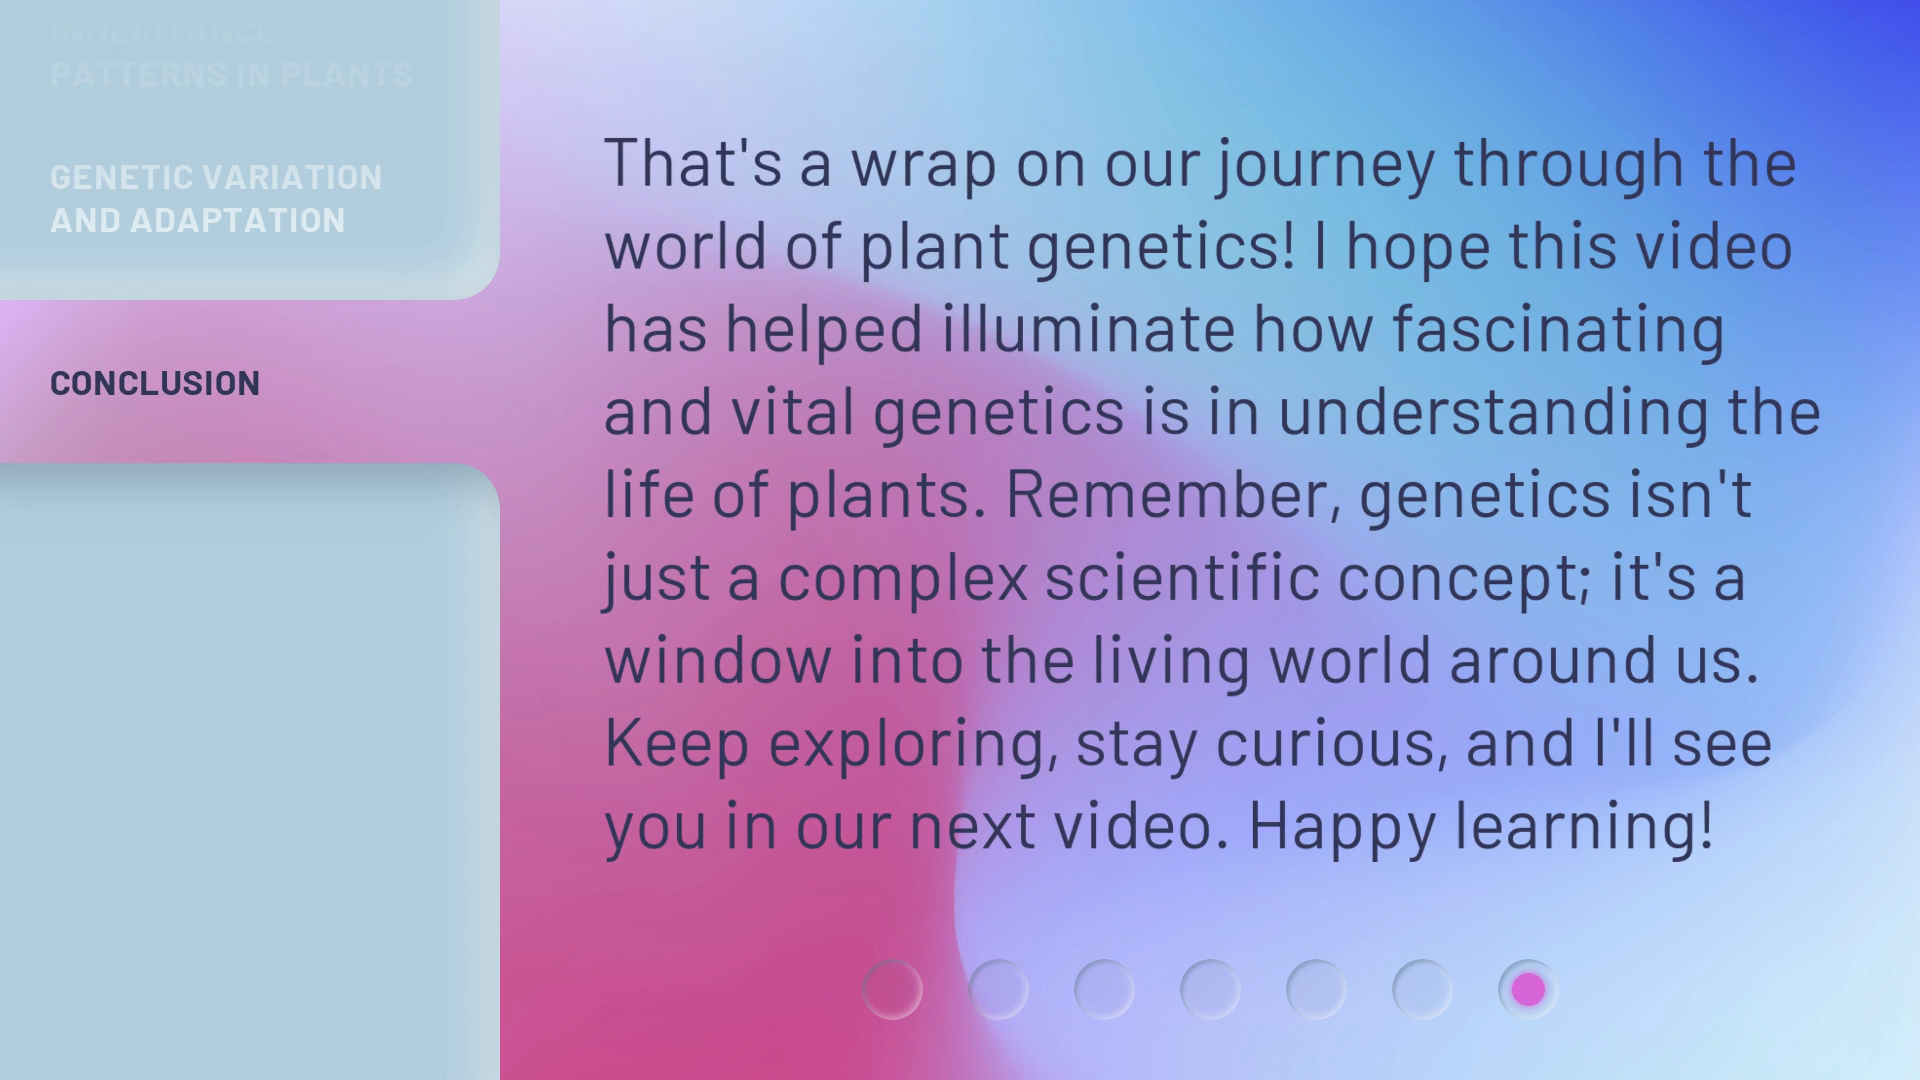 INHERITANCE
PATTERNS IN PLANTS
GENETIC VARIATION
AND ADAPTATION
CONCLUSION
That's a wrap on our journey through the
world of plant genetics! I hope this video
has helped illuminate how fascinating
and vital genetics is in understanding the
life of plants. Remember, genetics isn't
just a complex scientific concept; it's a
window into the living world around us.
Keep exploring, stay curious, and I'll see
you in our next video. Happy learning!